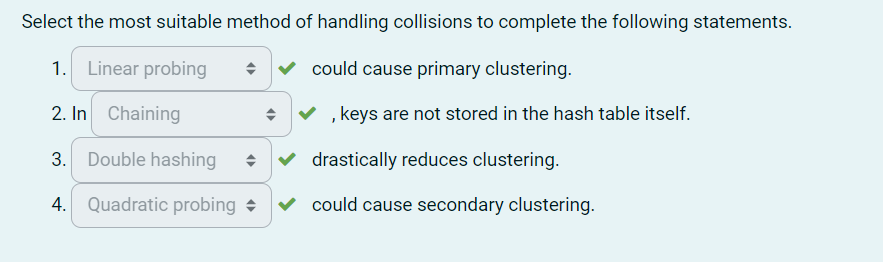 Select the most suitable method of handling collisions to complete the following statements.
1. Linear probing could cause primary clustering.
2. In Chaining , keys are not stored in the hash table itself.
3. Double hashing drastically reduces clustering.
4. Quadratic probing could cause secondary clustering.